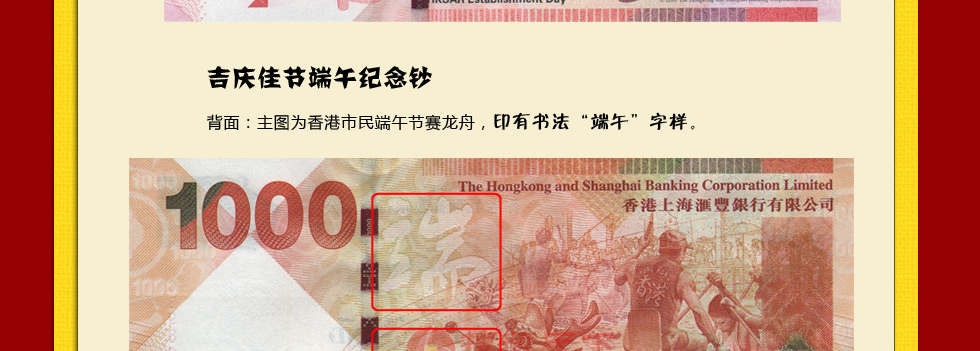 HKSAR Establishment Day
吉庆佳节端午纪念钞
背面：主图为香港市民端午节赛龙舟，印有书法“端午”字样。
1000
The Hongkong and Shanghai Banking Corporation Limited
香港上海滙豐銀行有限公司
端
香港
1000
1000